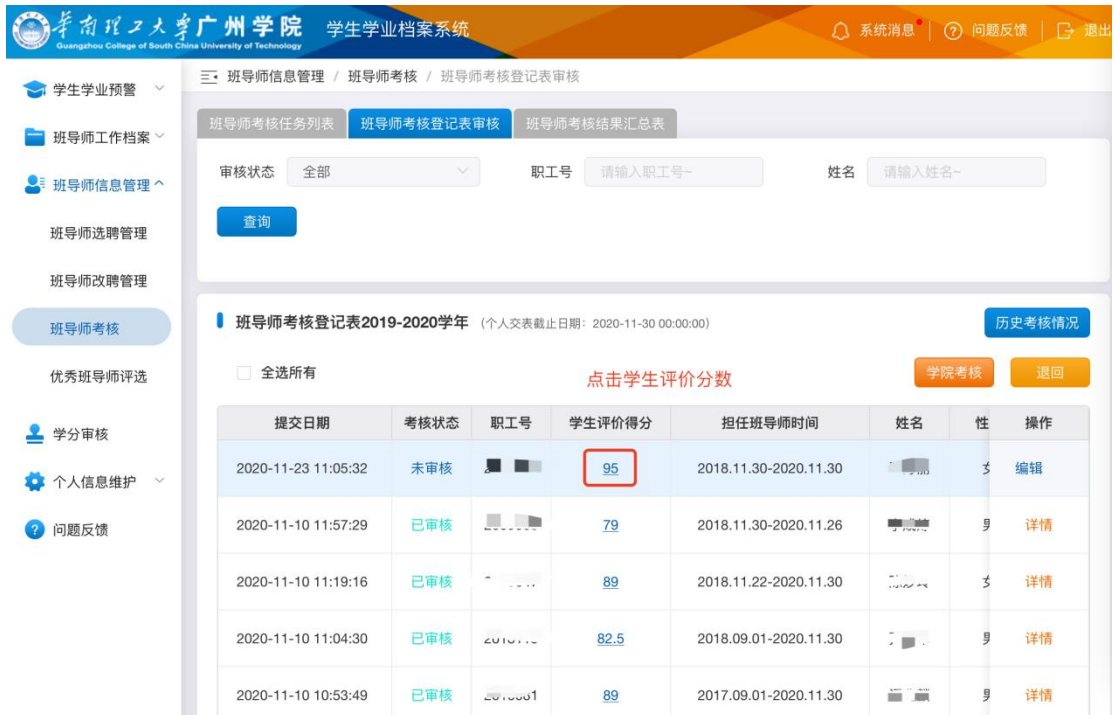 华南理工大学广州学院 学生学业档案系统 系统消息 问题反馈 退出
Guangzhou College of South China University of Technology
学生学业预警
班导师工作档案
班导师信息管理
班导师选聘管理
班导师改聘管理
班导师考核
优秀班导师评选
学分审核
个人信息维护
问题反馈
班导师信息管理 / 班导师考核 / 班导师考核登记表审核
班导师考核任务列表 班导师考核登记表审核 班导师考核结果汇总表
审核状态 全部 职工号 请输入职工号~ 姓名 请输入姓名~
查询
班导师考核登记表2019-2020学年 (个人交表截止日期：2020-11-30 00:00:00) 历史考核情况
全选所有 点击学生评价分数 学院考核 退回
提交日期 考核状态 职工号 学生评价得分 担任班导师时间 姓名 性 操作
2020-11-23 11:05:32 未审核 95 2018.11.30-2020.11.30 女 编辑
2020-11-10 11:57:29 已审核 79 2018.11.30-2020.11.26 男 详情
2020-11-10 11:19:16 已审核 89 2018.11.22-2020.11.30 女 详情
2020-11-10 11:04:30 已审核 82.5 2018.09.01-2020.11.30 男 详情
2020-11-10 10:53:49 已审核 89 2017.09.01-2020.11.30 男 详情